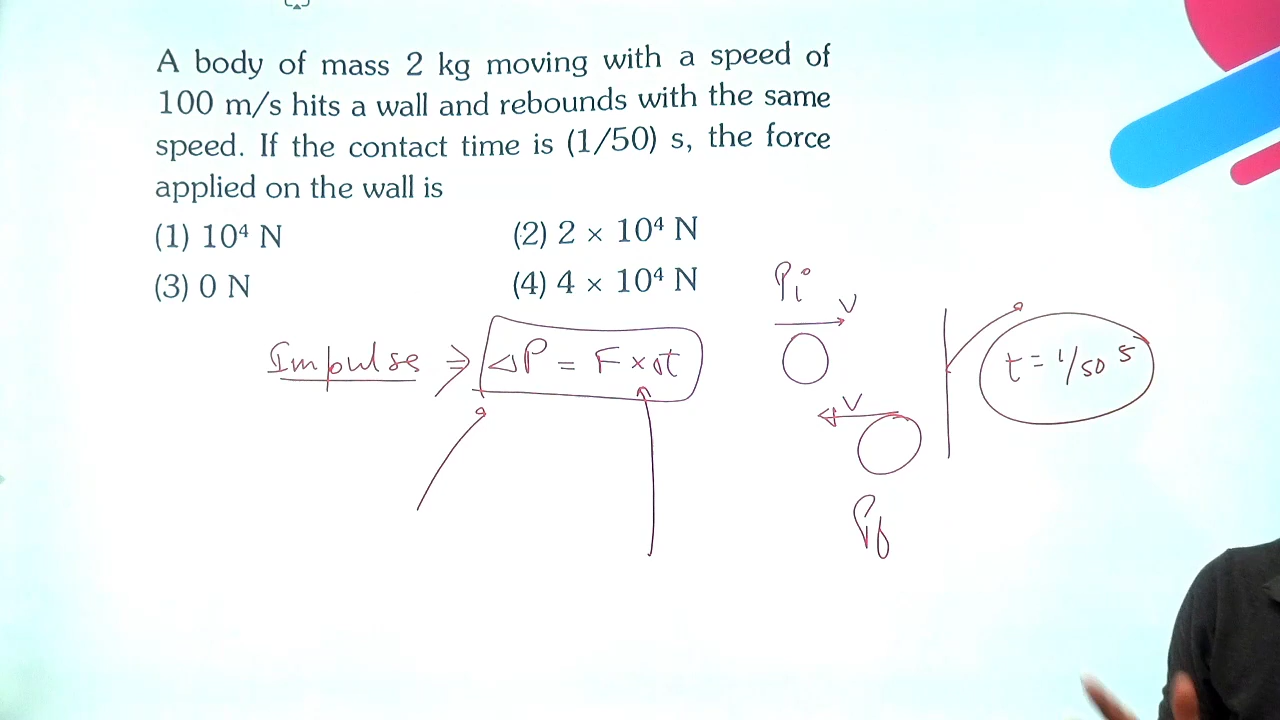 A body of mass 2 kg moving with a speed of
100 m/s hits a wall and rebounds with the same
speed. If the contact time is (1/50) s, the force
applied on the wall is
(1) 10⁴ N
(2) 2 × 10⁴ N
(3) 0 N
(4) 4 × 10⁴ N
Pi
V
Impulse ⇒ ΔP = F × Δt
t = 1/50 s
V
Pf